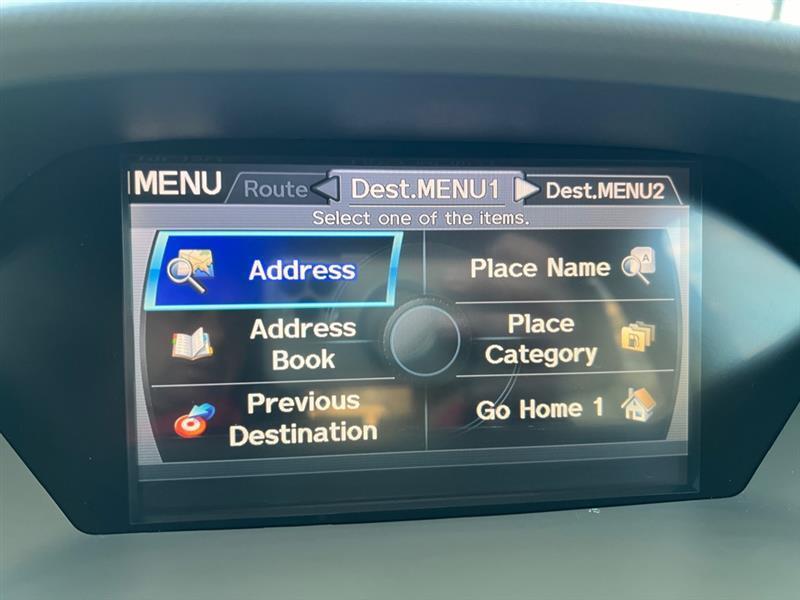 MENU Route Dest.MENU1 Dest.MENU2
Select one of the items.
Address
Place Name
Address
Book
Place
Category
Previous
Destination
Go Home 1